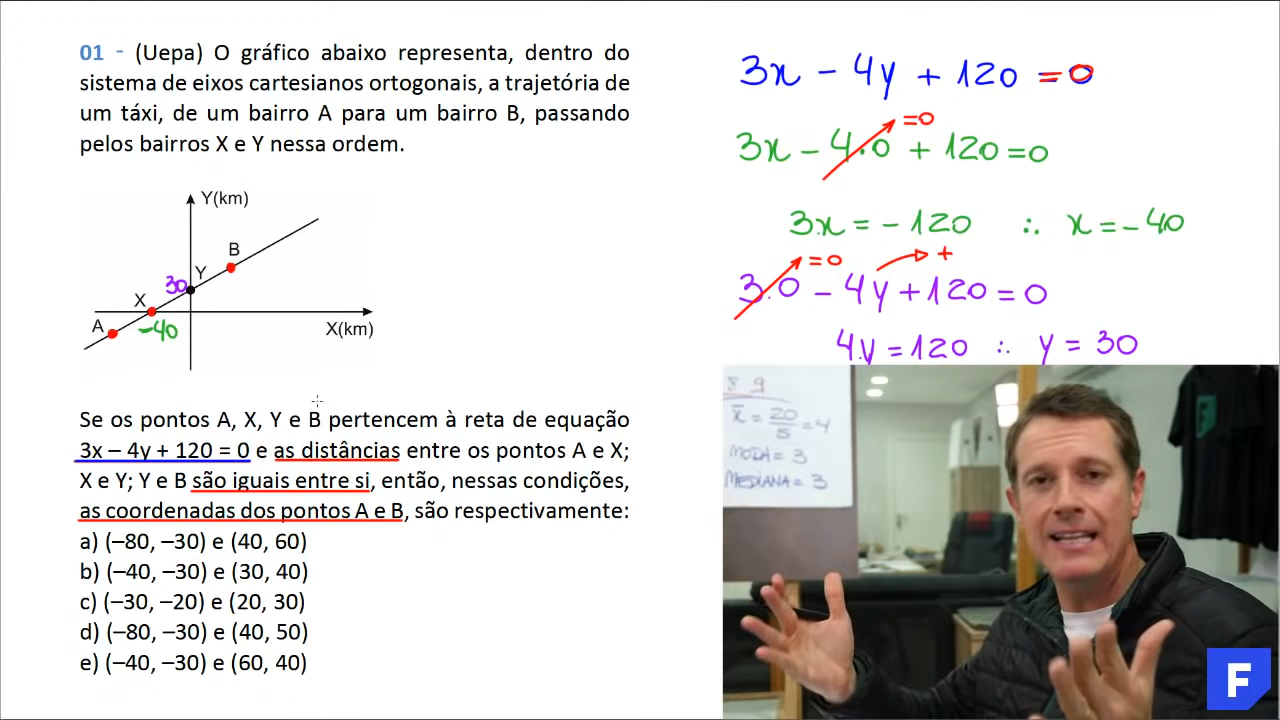 01 - (Uepa) O gráfico abaixo representa, dentro do
sistema de eixos cartesianos ortogonais, a trajetória de
um táxi, de um bairro A para um bairro B, passando
pelos bairros X e Y nessa ordem.
Y(km)
B
Y
30
X
A
-40
X(km)
Se os pontos A, X, Y e B pertencem à reta de equação
3x – 4y + 120 = 0 e as distâncias entre os pontos A e X;
X e Y; Y e B são iguais entre si, então, nessas condições,
as coordenadas dos pontos A e B, são respectivamente:
a) (–80, –30) e (40, 60)
b) (–40, –30) e (30, 40)
c) (–30, –20) e (20, 30)
d) (–80, –30) e (40, 50)
e) (–40, –30) e (60, 40)
3x - 4y + 120 = 0
=0
3x - 4.0 + 120 = 0
3x = - 120 ∴ x = - 40
=0 +
3.0 - 4y + 120 = 0
4y = 120 ∴ y = 30
9
x̄ = 20/5 = 4
MODA = 3
MEDIANA = 3
F